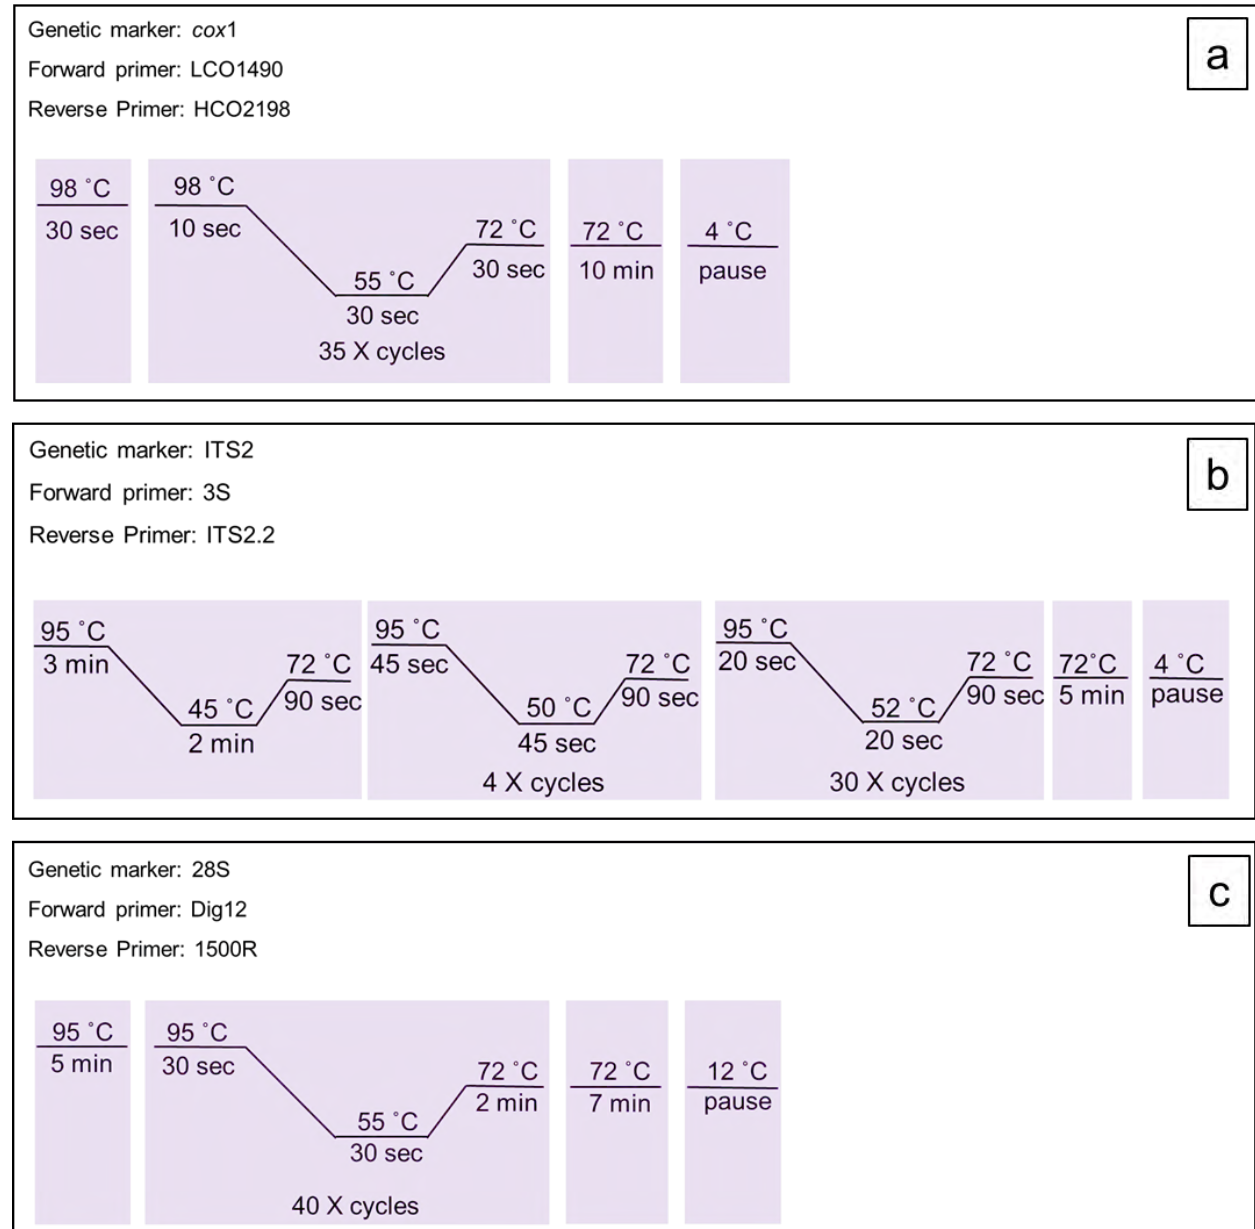 Genetic marker: cox1
a
Forward primer: LCO1490
Reverse Primer: HCO2198
98 °C
30 sec
98 °C
10 sec
55 °C
30 sec
72 °C
30 sec
35 X cycles
72 °C
10 min
4 °C
pause
Genetic marker: ITS2
b
Forward primer: 3S
Reverse Primer: ITS2.2
95 °C
3 min
45 °C
2 min
72 °C
90 sec
95 °C
45 sec
50 °C
45 sec
72 °C
90 sec
4 X cycles
95 °C
20 sec
52 °C
20 sec
72 °C
90 sec
30 X cycles
72°C
5 min
4 °C
pause
Genetic marker: 28S
c
Forward primer: Dig12
Reverse Primer: 1500R
95 °C
5 min
95 °C
30 sec
55 °C
30 sec
72 °C
2 min
40 X cycles
72 °C
7 min
12 °C
pause